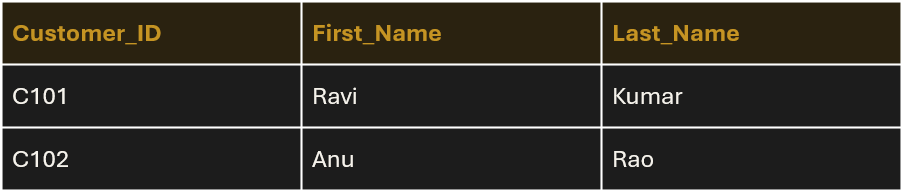 Customer_ID First_Name Last_Name
C101 Ravi Kumar
C102 Anu Rao